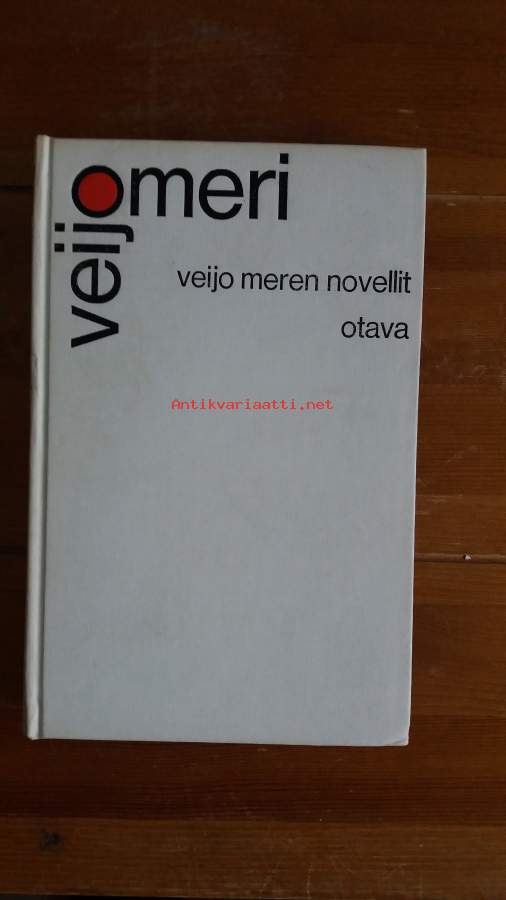 veijo
meri
veijo meren novellit
otava
Antikvariaatti.net